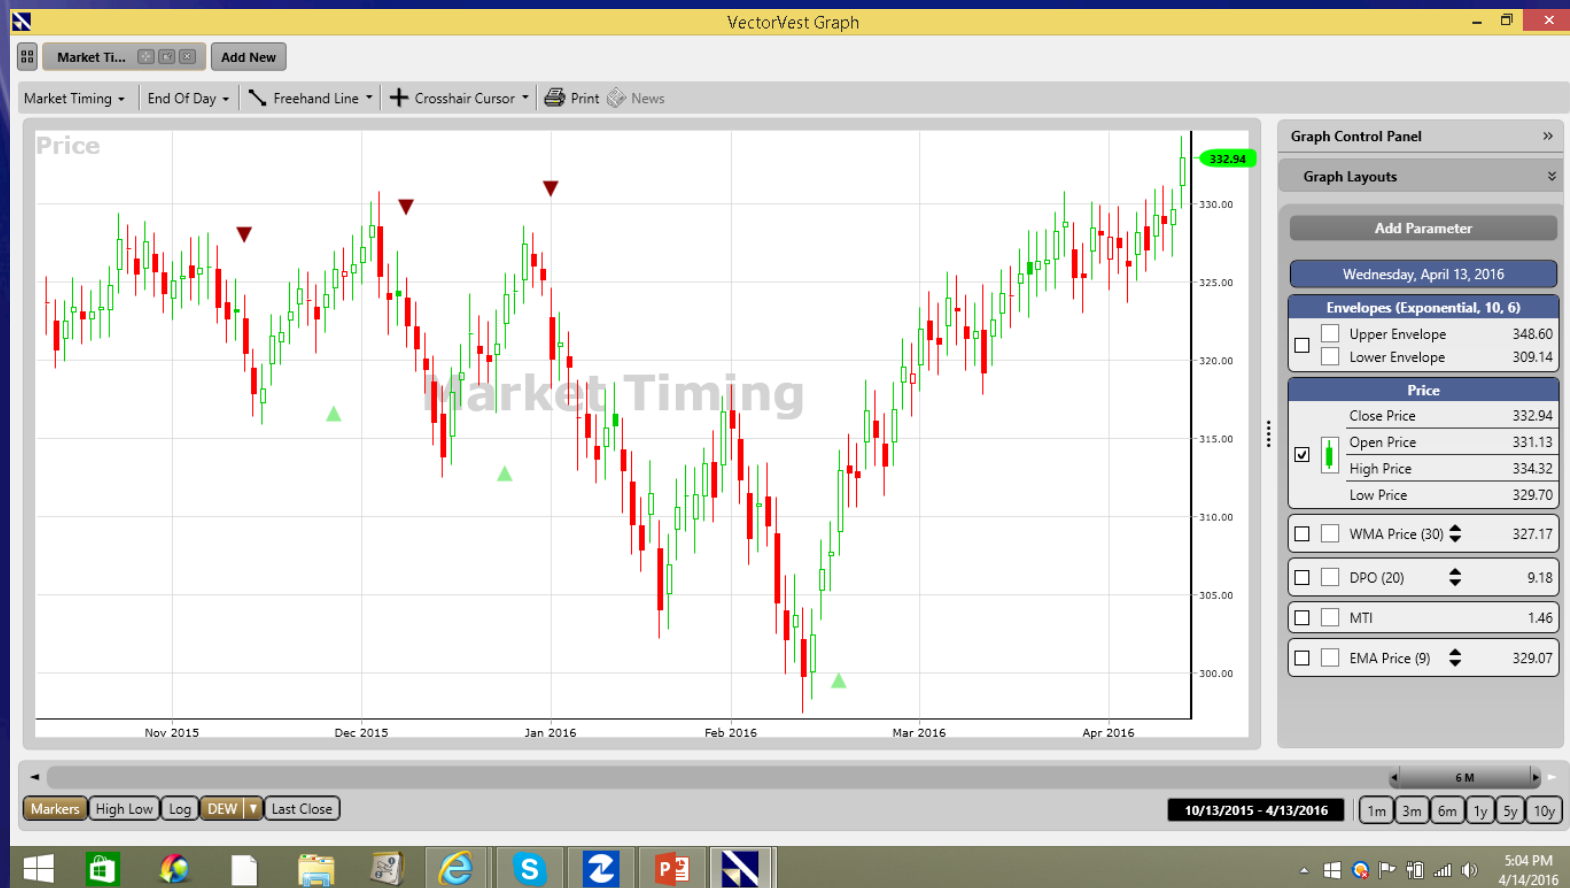 VectorVest Graph
Market Ti...
Add New
Market Timing
End Of Day
Freehand Line
Crosshair Cursor
Print
News
Price
Market Timing
332.94
330.00
325.00
320.00
315.00
310.00
305.00
300.00
Nov 2015
Dec 2015
Jan 2016
Feb 2016
Mar 2016
Apr 2016
Graph Control Panel
Graph Layouts
Add Parameter
Wednesday, April 13, 2016
Envelopes (Exponential, 10, 6)
Upper Envelope 348.60
Lower Envelope 309.14
Price
Close Price 332.94
Open Price 331.13
High Price 334.32
Low Price 329.70
WMA Price (30) 327.17
DPO (20) 9.18
MTI 1.46
EMA Price (9) 329.07
6 M
Markers
High Low
Log
DEW
Last Close
10/13/2015 - 4/13/2016
1m
3m
6m
1y
5y
10y
5:04 PM
4/14/2016